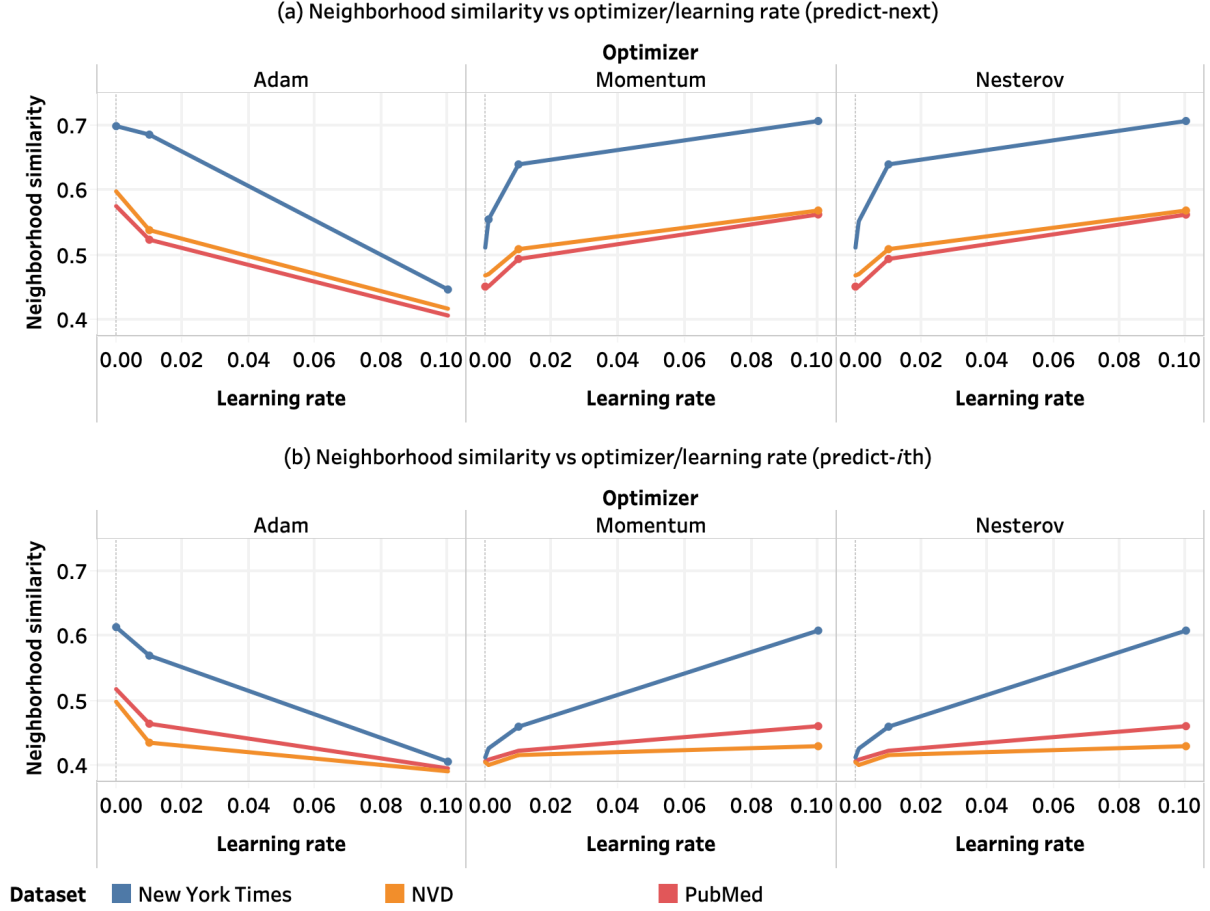 (a) Neighborhood similarity vs optimizer/learning rate (predict-next)
Optimizer
Adam Momentum Nesterov
Neighborhood similarity
0.7
0.6
0.5
0.4
0.00 0.02 0.04 0.06 0.08 0.10 0.00 0.02 0.04 0.06 0.08 0.10 0.00 0.02 0.04 0.06 0.08 0.10
Learning rate Learning rate Learning rate
(b) Neighborhood similarity vs optimizer/learning rate (predict-ith)
Optimizer
Adam Momentum Nesterov
Neighborhood similarity
0.7
0.6
0.5
0.4
0.00 0.02 0.04 0.06 0.08 0.10 0.00 0.02 0.04 0.06 0.08 0.10 0.00 0.02 0.04 0.06 0.08 0.10
Learning rate Learning rate Learning rate
Dataset New York Times NVD PubMed